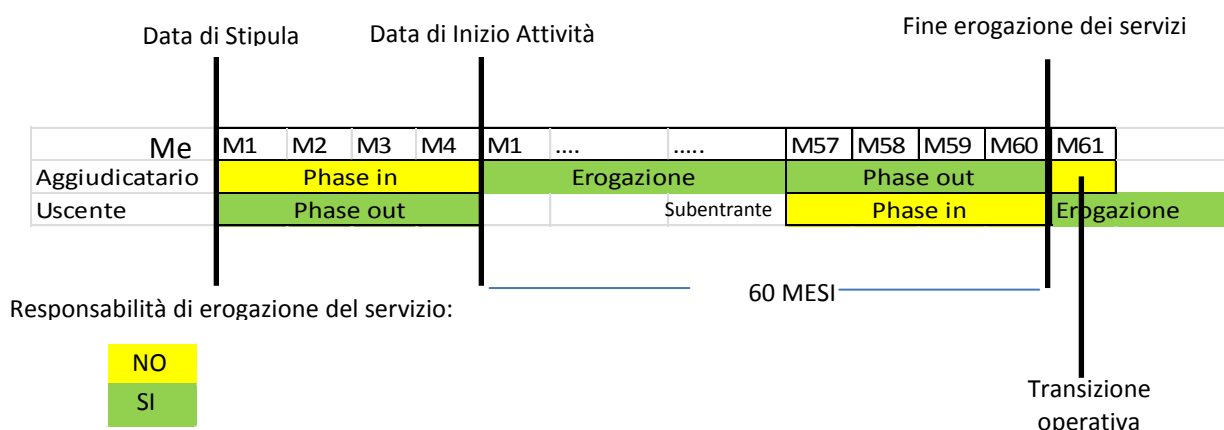 Data di Stipula Data di Inizio Attività Fine erogazione dei servizi
Me M1 M2 M3 M4 M1 .... ..... M57 M58 M59 M60 M61
Aggiudicatario Phase in Erogazione Phase out
Uscente Phase out Subentrante Phase in Erogazione
60 MESI
Responsabilità di erogazione del servizio:
NO
SI
Transizione
operativa